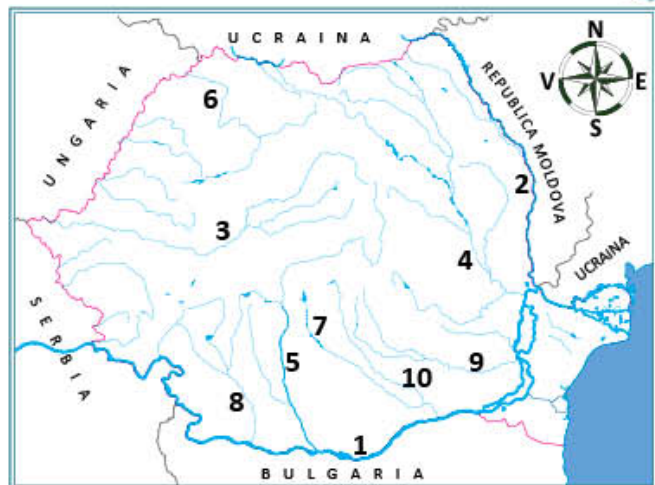 UCRAINA
N
V E
S
UNGARIA
REPUBLICA MOLDOVA
6
2
3
4
UCRAINA
SERBIA
7
5
9
10
8
1
BULGARIA